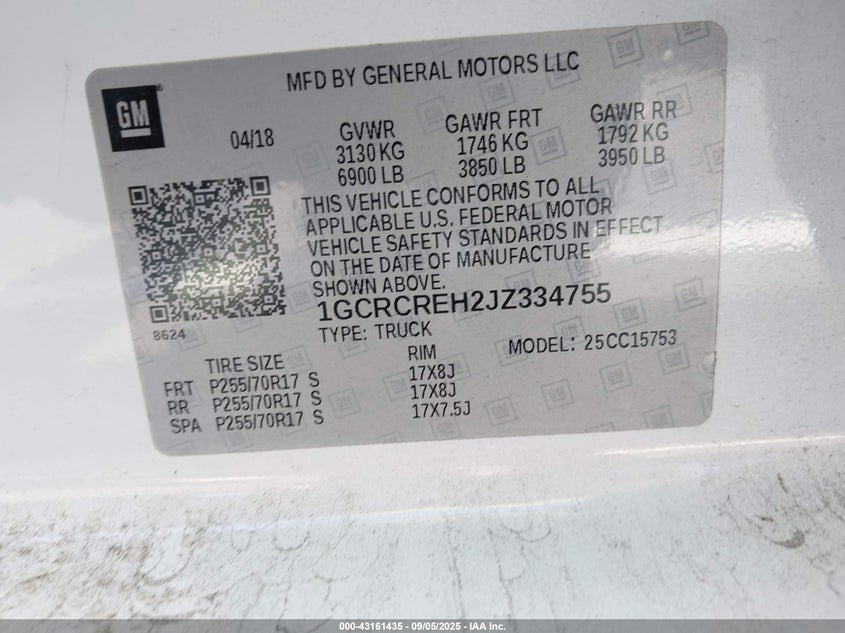 MFD BY GENERAL MOTORS LLC
GM
04/18
GVWR
3130 KG
6900 LB
GAWR FRT
1746 KG
3850 LB
GAWR RR
1792 KG
3950 LB
THIS VEHICLE CONFORMS TO ALL
APPLICABLE U.S. FEDERAL MOTOR
VEHICLE SAFETY STANDARDS IN EFFECT
ON THE DATE OF MANUFACTURE
SHOWN ABOVE.
1GCRCREH2JZ334755
8624
TYPE: TRUCK
MODEL: 25CC15753
TIRE SIZE RIM
FRT P255/70R17 S 17X8J
RR P255/70R17 S 17X8J
SPA P255/70R17 S 17X7.5J
000-43161435 - 09/05/2025 - IAA Inc.